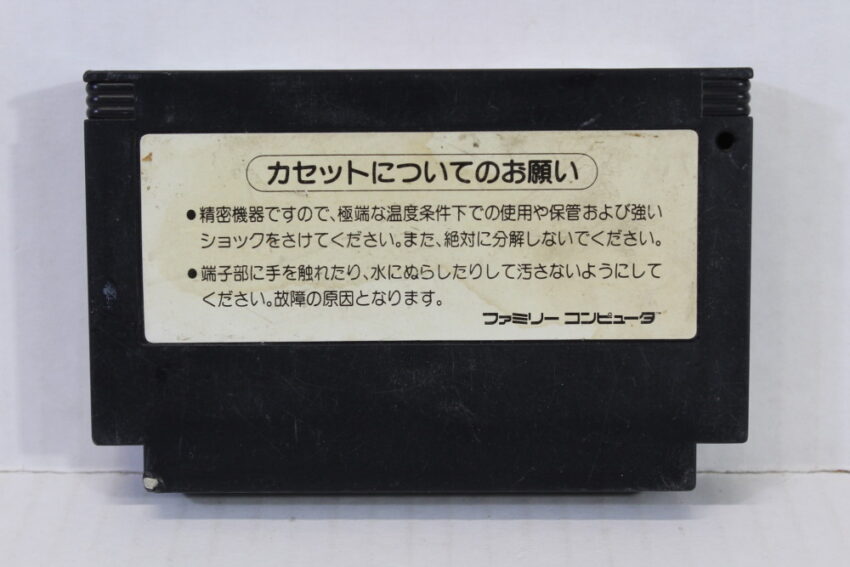 カセットについてのお願い
●精密機器ですので、極端な温度条件下での使用や保管および強い
ショックをさけてください。また、絶対に分解しないでください。
●端子部に手を触れたり、水にぬらしたりして汚さないようにして
ください。故障の原因となります。
ファミリー コンピュータ™